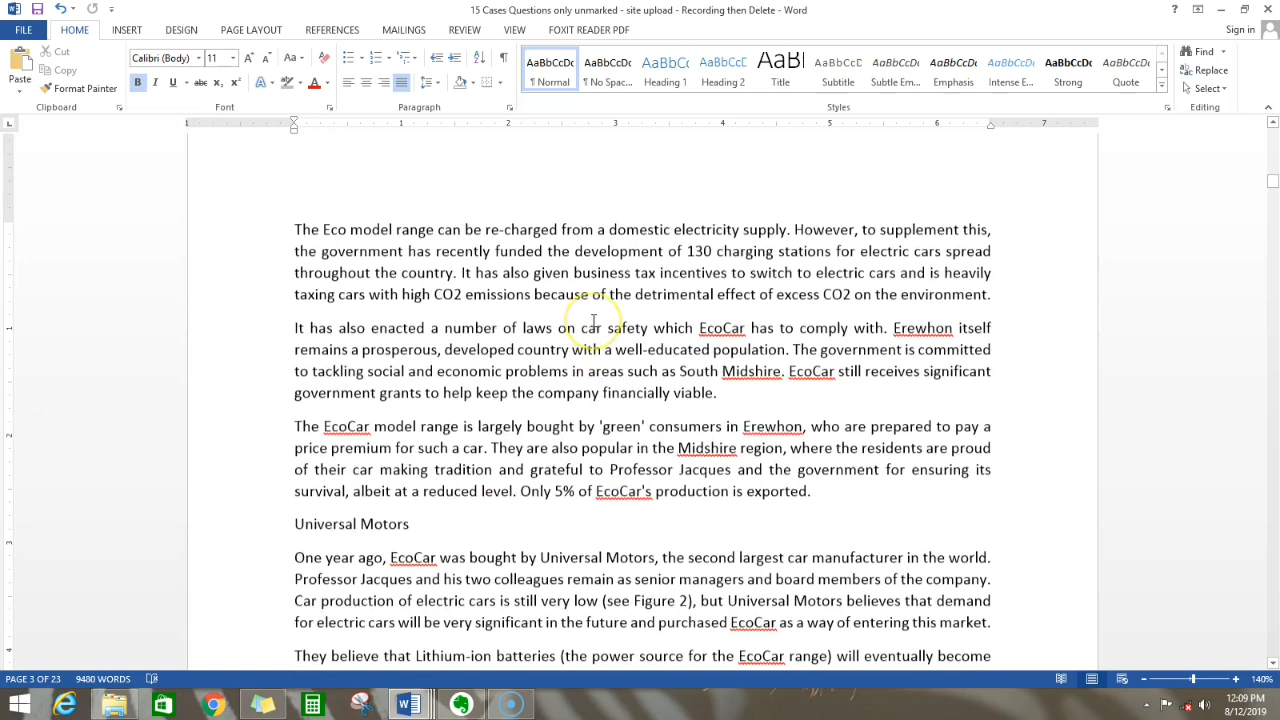 15 Cases Questions only unmarked - site upload - Recording then Delete - Word
FILE HOME INSERT DESIGN PAGE LAYOUT REFERENCES MAILINGS REVIEW VIEW FOXIT READER PDF Sign in
Paste
Cut
Copy
Format Painter
Clipboard
Calibri (Body) 11
Font
Paragraph
AaBbCcDc AaBbCcDc AaBbCc AaBbCc AaBl AaBbCcD AaBbCcDc AaBbCcDc AaBbCcDc AaBbCcDc AaBbCcDc
¶ Normal ¶ No Spac... Heading 1 Heading 2 Title Subtitle Subtle Em... Emphasis Intense E... Strong Quote
Styles
Find
Replace
Select
Editing
1 1 2 3 4 5 6 7
The Eco model range can be re-charged from a domestic electricity supply. However, to supplement this,
the government has recently funded the development of 130 charging stations for electric cars spread
throughout the country. It has also given business tax incentives to switch to electric cars and is heavily
taxing cars with high CO2 emissions because of the detrimental effect of excess CO2 on the environment.
It has also enacted a number of laws on car safety which EcoCar has to comply with. Erewhon itself
remains a prosperous, developed country with a well-educated population. The government is committed
to tackling social and economic problems in areas such as South Midshire. EcoCar still receives significant
government grants to help keep the company financially viable.
The EcoCar model range is largely bought by 'green' consumers in Erewhon, who are prepared to pay a
price premium for such a car. They are also popular in the Midshire region, where the residents are proud
of their car making tradition and grateful to Professor Jacques and the government for ensuring its
survival, albeit at a reduced level. Only 5% of EcoCar's production is exported.
Universal Motors
One year ago, EcoCar was bought by Universal Motors, the second largest car manufacturer in the world.
Professor Jacques and his two colleagues remain as senior managers and board members of the company.
Car production of electric cars is still very low (see Figure 2), but Universal Motors believes that demand
for electric cars will be very significant in the future and purchased EcoCar as a way of entering this market.
They believe that Lithium-ion batteries (the power source for the EcoCar range) will eventually become
PAGE 3 OF 23 9480 WORDS 140%
12:09 PM
8/12/2019